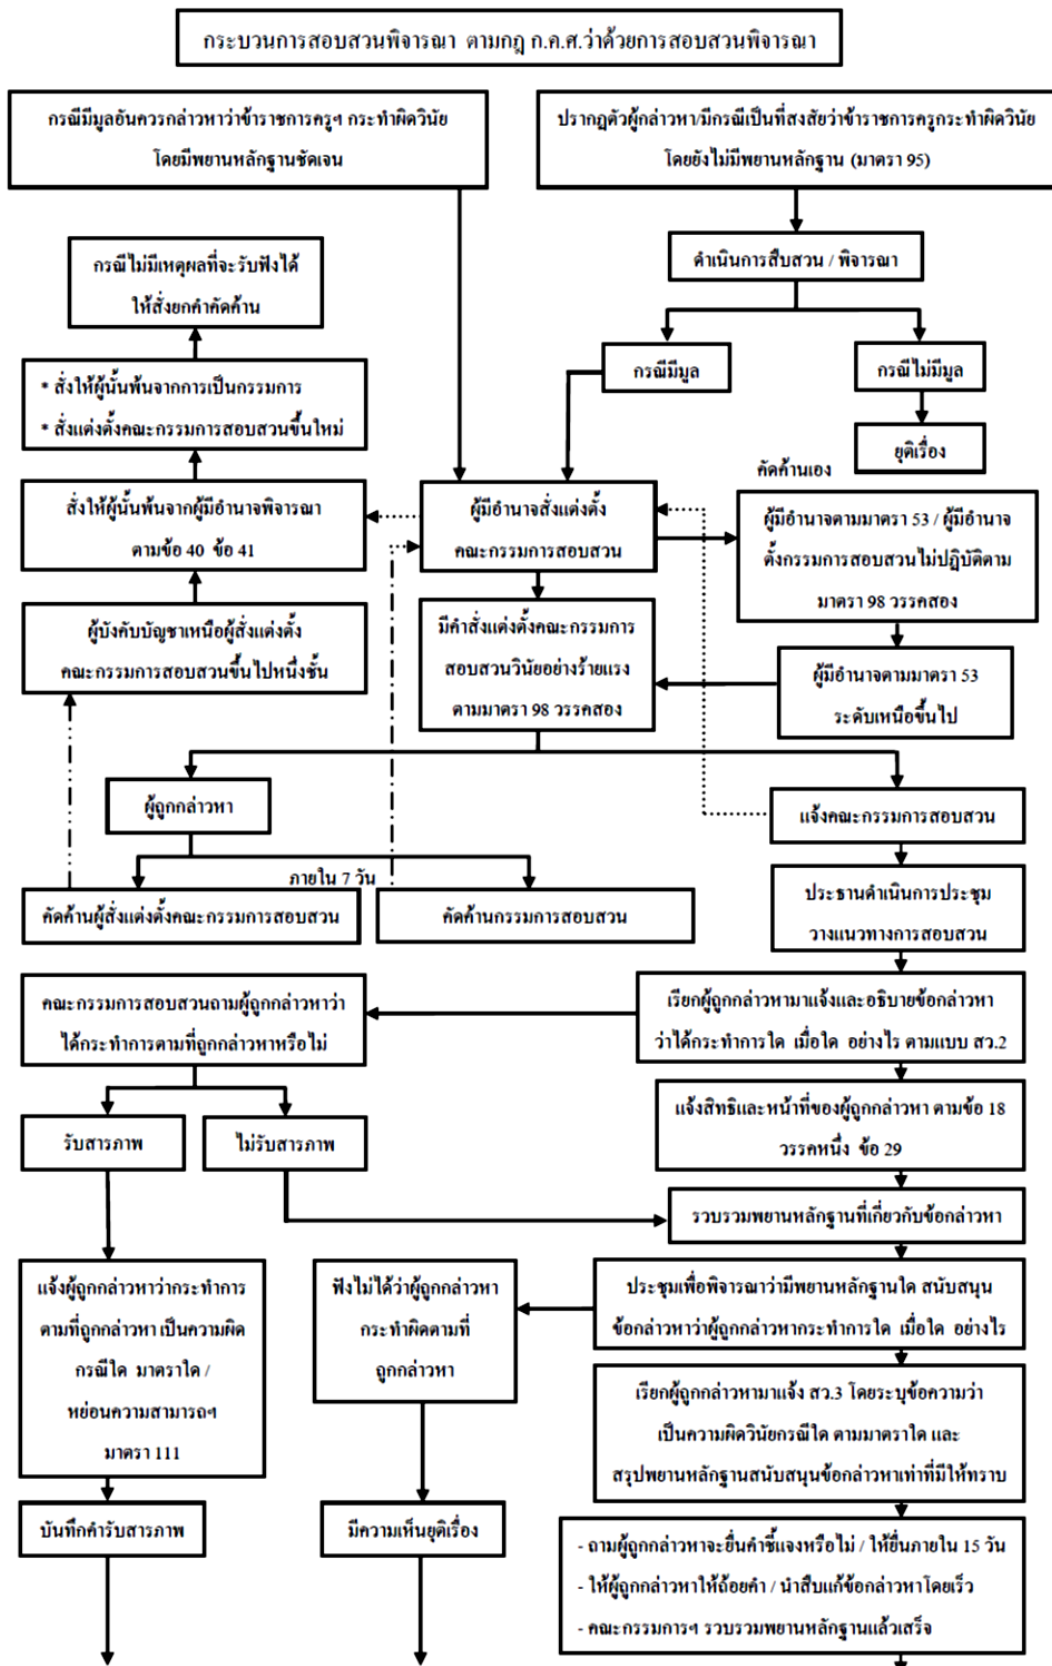 กระบวนการสอบสวนพิจารณา ตามกฎ ก.ค.ศ.ว่าด้วยการสอบสวนพิจารณา
กรณีมีมูลอันควรกล่าวหาว่าข้าราชการครูฯ กระทำผิดวินัย
โดยมีพยานหลักฐานชัดเจน
ปรากฏตัวผู้กล่าวหา/มีกรณีเป็นที่สงสัยว่าข้าราชการครูกระทำผิดวินัย
โดยยังไม่มีพยานหลักฐาน (มาตรา 95)
กรณีไม่มีเหตุผลที่จะรับฟังได้
ให้สั่งยกคำคัดค้าน
ดำเนินการสืบสวน / พิจารณา
กรณีมีมูล
กรณีไม่มีมูล
* สั่งให้ผู้นั้นพ้นจากการเป็นกรรมการ
* สั่งแต่งตั้งคณะกรรมการสอบสวนขึ้นใหม่
ยุติเรื่อง
คัดค้านเอง
สั่งให้ผู้นั้นพ้นจากผู้มีอำนาจพิจารณา
ตามข้อ 40 ข้อ 41
ผู้มีอำนาจสั่งแต่งตั้ง
คณะกรรมการสอบสวน
ผู้มีอำนาจตามมาตรา 53 / ผู้มีอำนาจ
ตั้งกรรมการสอบสวนไม่ปฏิบัติตาม
มาตรา 98 วรรคสอง
ผู้บังคับบัญชาเหนือผู้สั่งแต่งตั้ง
คณะกรรมการสอบสวนขึ้นไปหนึ่งชั้น
มีคำสั่งแต่งตั้งคณะกรรมการ
สอบสวนวินัยอย่างร้ายแรง
ตามมาตรา 98 วรรคสอง
ผู้มีอำนาจตามมาตรา 53
ระดับเหนือขึ้นไป
ผู้ถูกกล่าวหา
แจ้งคณะกรรมการสอบสวน
ภายใน 7 วัน
คัดค้านผู้สั่งแต่งตั้งคณะกรรมการสอบสวน
คัดค้านกรรมการสอบสวน
ประธานดำเนินการประชุม
วางแนวทางการสอบสวน
คณะกรรมการสอบสวนถามผู้ถูกกล่าวหาว่า
ได้กระทำการตามที่ถูกกล่าวหาหรือไม่
เรียกผู้ถูกกล่าวหามาแจ้งและอธิบายข้อกล่าวหา
ว่าได้กระทำการใด เมื่อใด อย่างไร ตามแบบ สว.2
รับสารภาพ
ไม่รับสารภาพ
แจ้งสิทธิและหน้าที่ของผู้ถูกกล่าวหา ตามข้อ 18
วรรคหนึ่ง ข้อ 29
รวบรวมพยานหลักฐานที่เกี่ยวกับข้อกล่าวหา
แจ้งผู้ถูกกล่าวหาว่ากระทำการ
ตามที่ถูกกล่าวหา เป็นความผิด
กรณีใด มาตราใด /
หย่อนความสามารถฯ
มาตรา 111
ฟังไม่ได้ว่าผู้ถูกกล่าวหา
กระทำผิดตามที่
ถูกกล่าวหา
ประชุมเพื่อพิจารณาว่ามีพยานหลักฐานใด สนับสนุน
ข้อกล่าวหาว่าผู้ถูกกล่าวหากระทำการใด เมื่อใด อย่างไร
เรียกผู้ถูกกล่าวหามาแจ้ง สว.3 โดยระบุข้อความว่า
เป็นความผิดวินัยกรณีใด ตามมาตราใด และ
สรุปพยานหลักฐานสนับสนุนข้อกล่าวหาเท่าที่มีให้ทราบ
บันทึกคำรับสารภาพ
มีความเห็นยุติเรื่อง
- ถามผู้ถูกกล่าวหาจะยื่นคำชี้แจงหรือไม่ / ให้ยื่นภายใน 15 วัน
- ให้ผู้ถูกกล่าวหาให้ถ้อยคำ / นำสืบแก้ข้อกล่าวหาโดยเร็ว
- คณะกรรมการฯ รวบรวมพยานหลักฐานแล้วเสร็จ